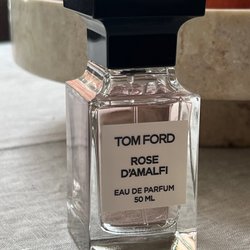 TOM FORD
ROSE
D'AMALFI
EAU DE PARFUM
50 ML